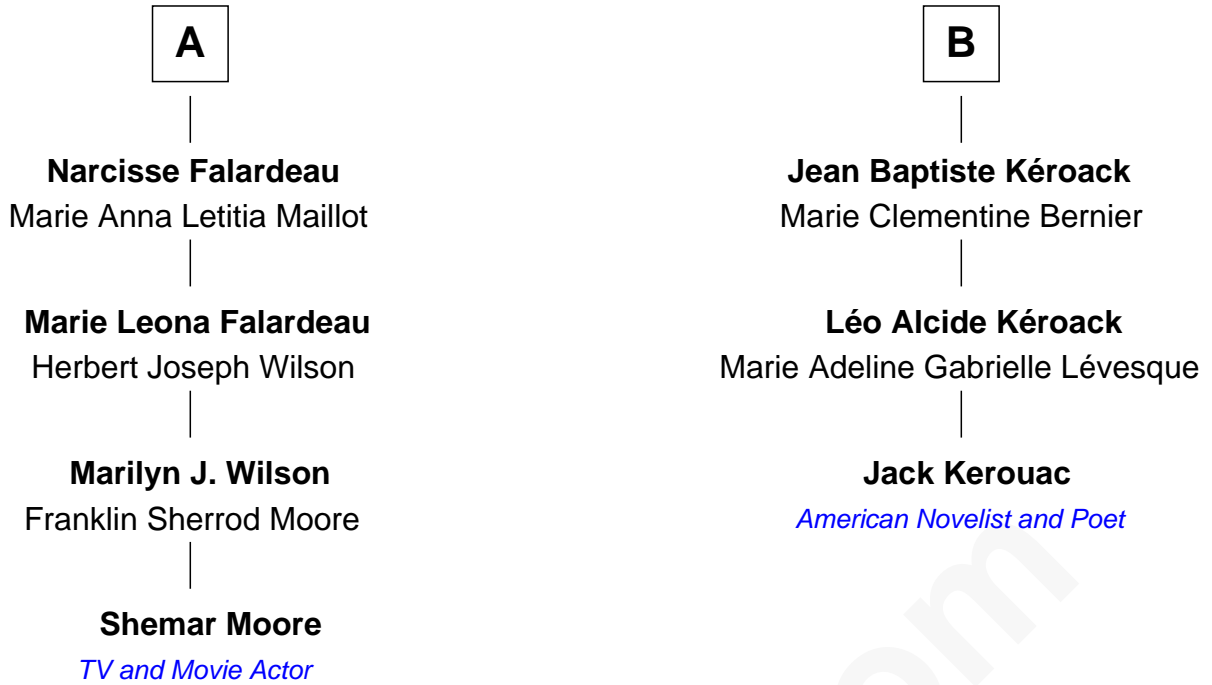 A
Narcisse Falardeau
Marie Anna Letitia Maillot
Marie Leona Falardeau
Herbert Joseph Wilson
Marilyn J. Wilson
Franklin Sherrod Moore
Shemar Moore
TV and Movie Actor
B
Jean Baptiste Kéroack
Marie Clementine Bernier
Léo Alcide Kéroack
Marie Adeline Gabrielle Lévesque
Jack Kerouac
American Novelist and Poet
om